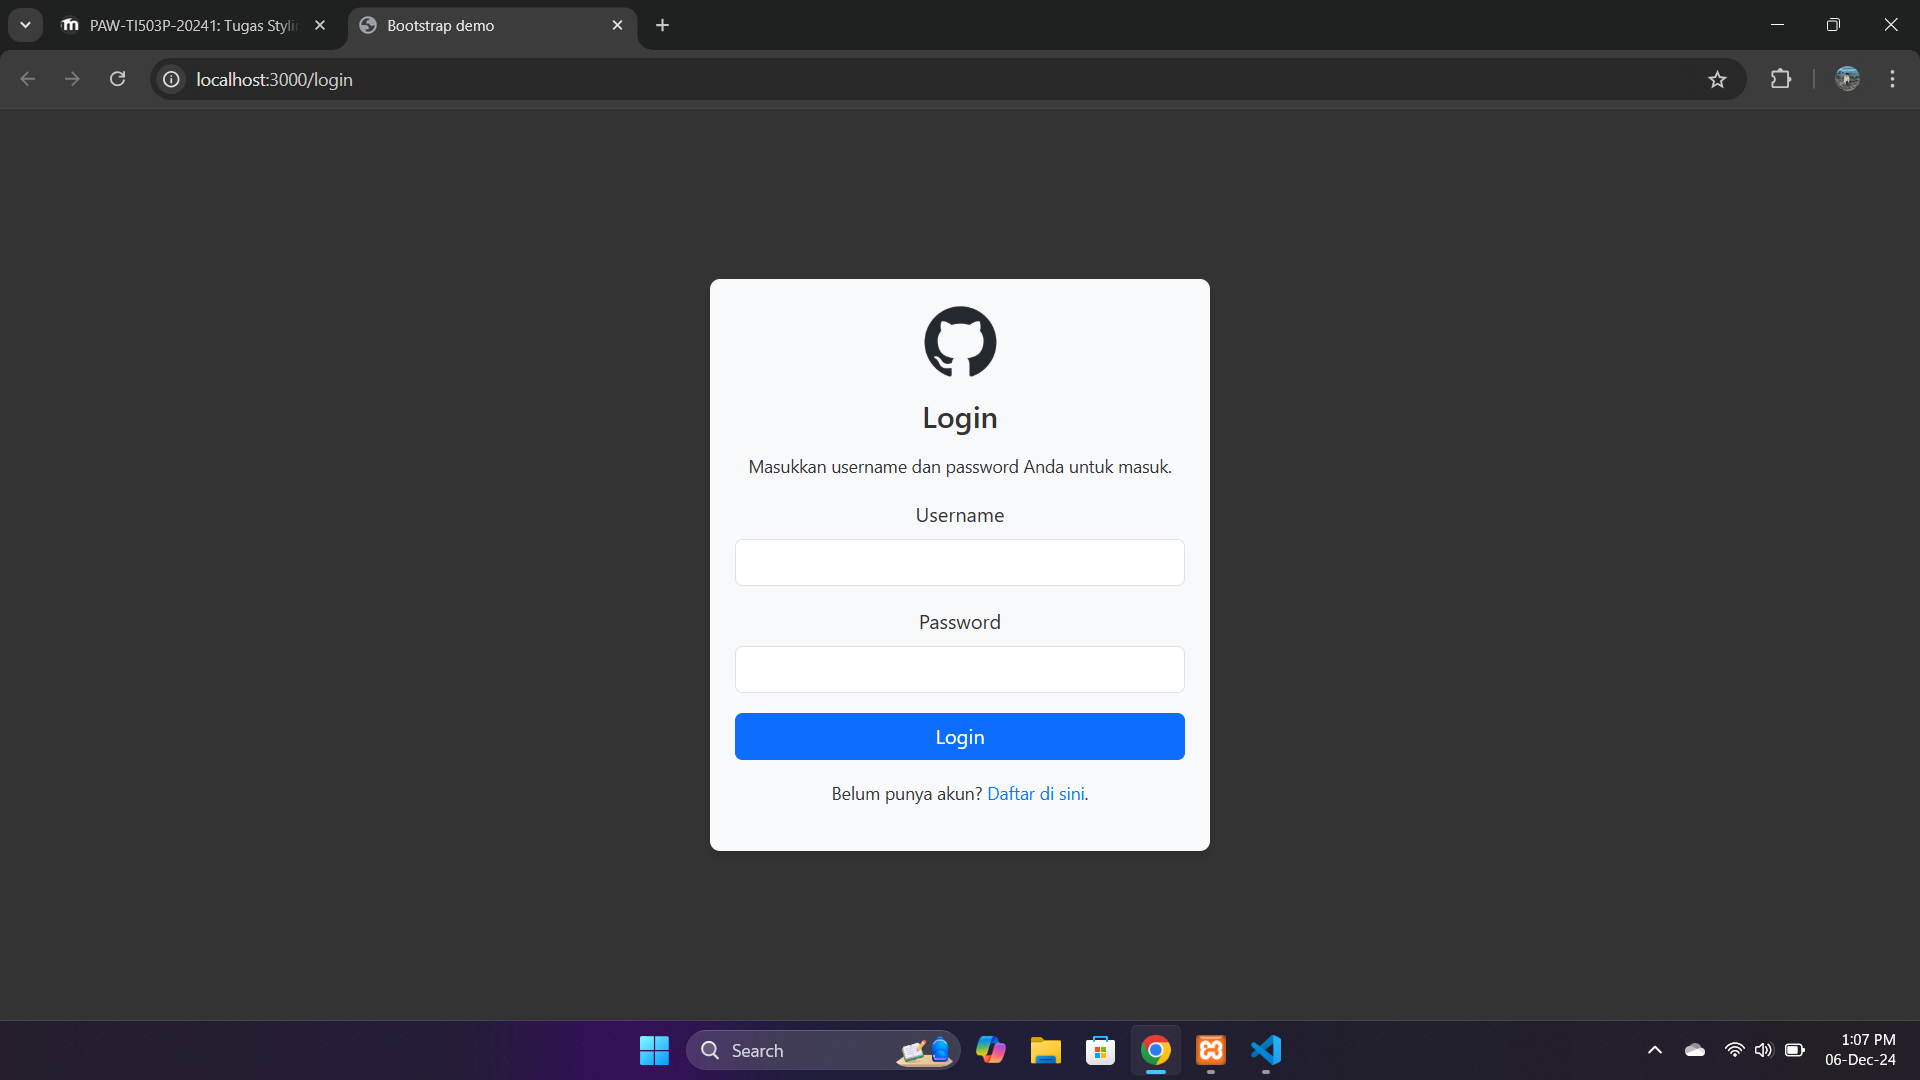 PAW-TI503P-20241: Tugas Styli
Bootstrap demo
localhost:3000/login
Login
Masukkan username dan password Anda untuk masuk.
Username
Password
Login
Belum punya akun? Daftar di sini.
Search
1:07 PM
06-Dec-24